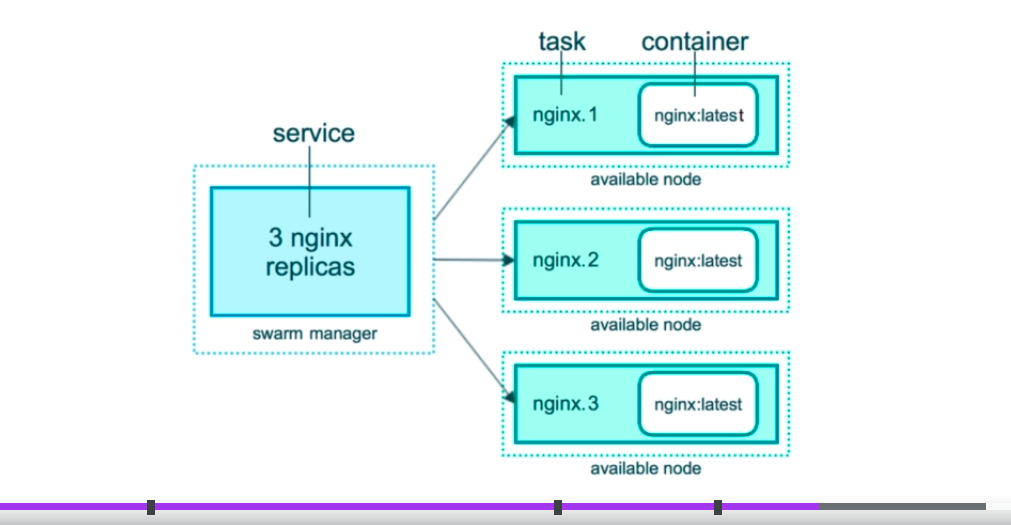 task
container
nginx.1
nginx:latest
available node
service
3 nginx
replicas
swarm manager
nginx.2
nginx:latest
available node
nginx.3
nginx:latest
available node